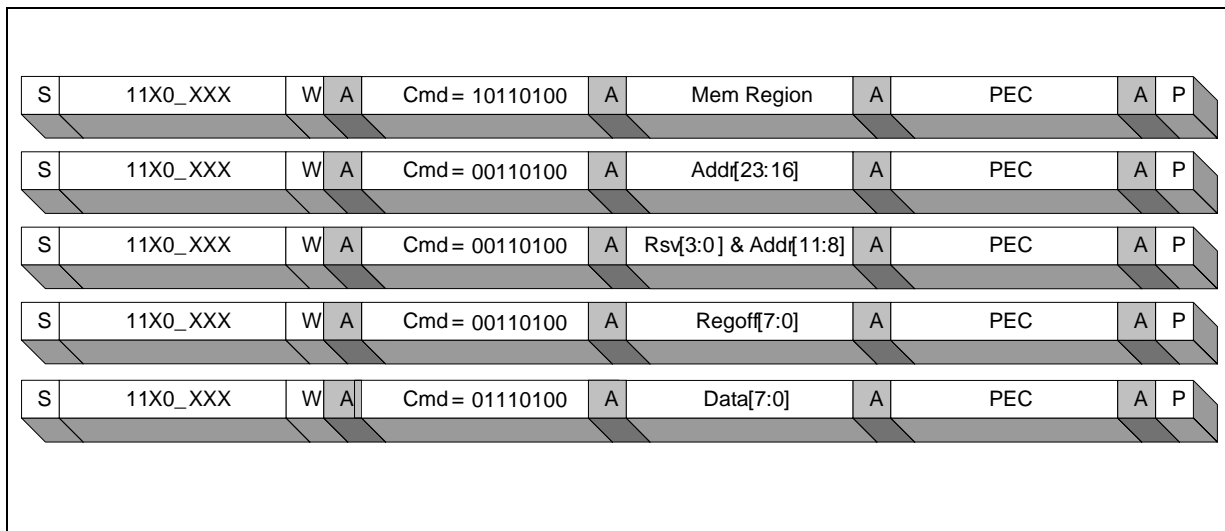 S 11X0_XXX W A Cmd = 10110100 A Mem Region A PEC A P
S 11X0_XXX W A Cmd = 00110100 A Addr[23:16] A PEC A P
S 11X0_XXX W A Cmd = 00110100 A Rsv[3:0] & Addr[11:8] A PEC A P
S 11X0_XXX W A Cmd = 00110100 A Regoff[7:0] A PEC A P
S 11X0_XXX W A Cmd = 01110100 A Data[7:0] A PEC A P